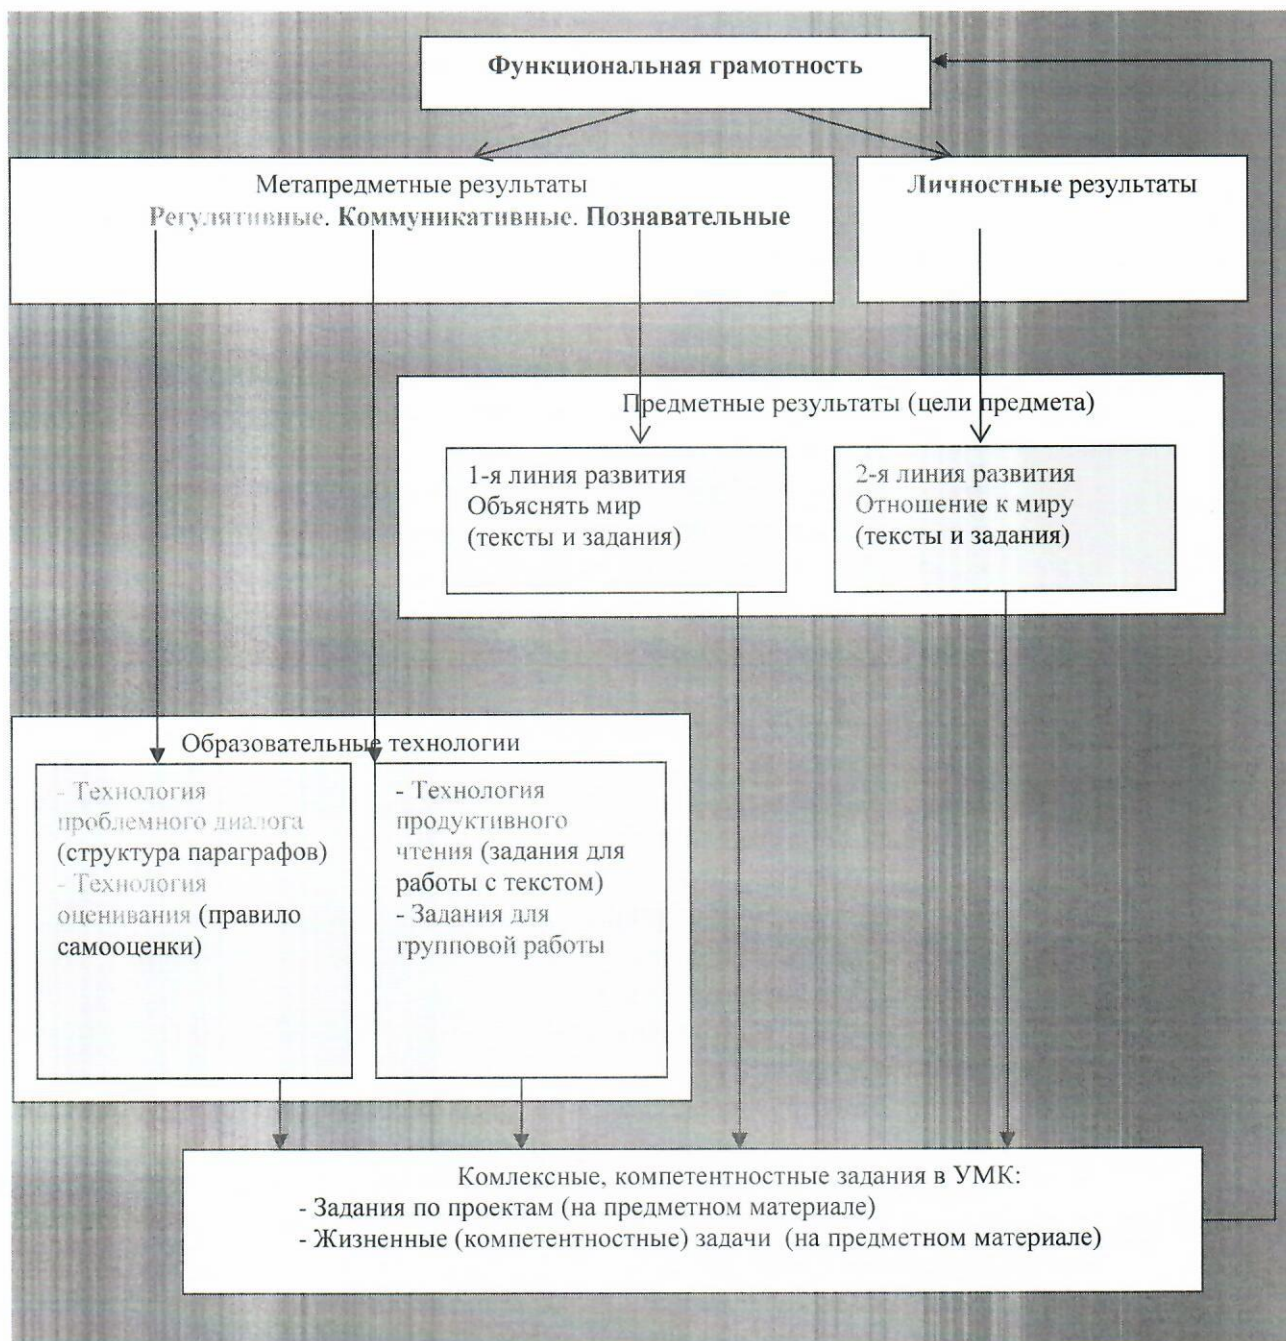 Функциональная грамотность
Метапредметные результаты
Регулятивные. Коммуникативные. Познавательные
Личностные результаты
Предметные результаты (цели предмета)
1-я линия развития
Объяснять мир
(тексты и задания)
2-я линия развития
Отношение к миру
(тексты и задания)
Образовательные технологии
- Технология
проблемного диалога
(структура параграфов)
- Технология
оценивания (правило
самооценки)
- Технология
продуктивного
чтения (задания для
работы с текстом)
- Задания для
групповой работы
Комлексные, компетентностные задания в УМК:
- Задания по проектам (на предметном материале)
- Жизненные (компетентностные) задачи (на предметном материале)